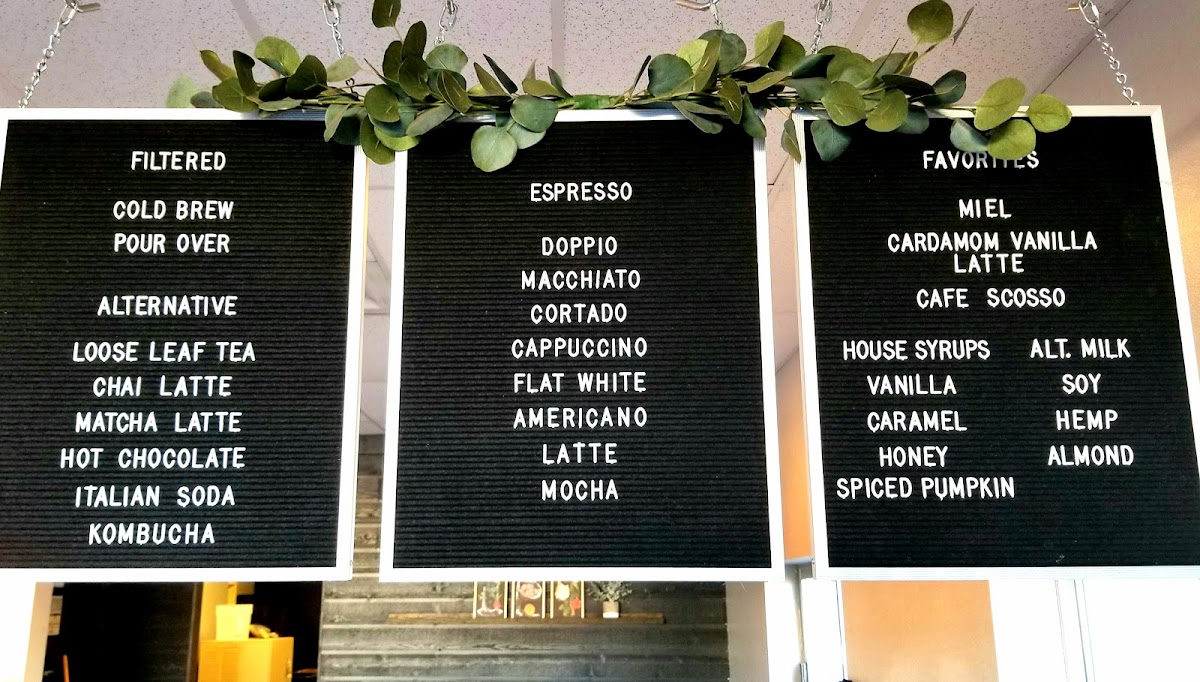 FILTERED
COLD BREW
POUR OVER
ALTERNATIVE
LOOSE LEAF TEA
CHAI LATTE
MATCHA LATTE
HOT CHOCOLATE
ITALIAN SODA
KOMBUCHA
ESPRESSO
DOPPIO
MACCHIATO
CORTADO
CAPPUCCINO
FLAT WHITE
AMERICANO
LATTE
MOCHA
FAVORITES
MIEL
CARDAMOM VANILLA
LATTE
CAFE SCOSSO
HOUSE SYRUPS
VANILLA
CARAMEL
HONEY
SPICED PUMPKIN
ALT. MILK
SOY
HEMP
ALMOND